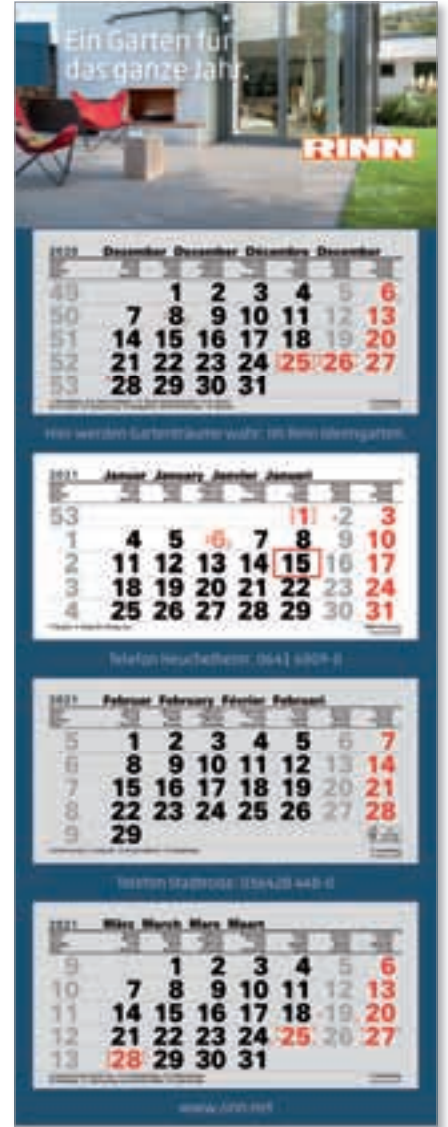 Ein Garten für
das ganze Jahr.
RINN
2020 Dezember December Décembre December
49 1 2 3 4 5 6
50 7 8 9 10 11 12 13
51 14 15 16 17 18 19 20
52 21 22 23 24 25 26 27
53 28 29 30 31
Hier werden Gartenträume wahr: Im Rinn Ideengarten.
2021 Januar January Janvier Januari
53 1 2 3
1 4 5 6 7 8 9 10
2 11 12 13 14 15 16 17
3 18 19 20 21 22 23 24
4 25 26 27 28 29 30 31
Telefon Heuchelheim: 0641 6009-0
2021 Februar February Février Februari
5 1 2 3 4 5 6 7
6 8 9 10 11 12 13 14
7 15 16 17 18 19 20 21
8 22 23 24 25 26 27 28
9 29
Telefon Stadtroda: 036428 440-0
2021 März March Mars Maart
9 1 2 3 4 5 6
10 7 8 9 10 11 12 13
11 14 15 16 17 18 19 20
12 21 22 23 24 25 26 27
13 28 29 30 31
www.rinn.net